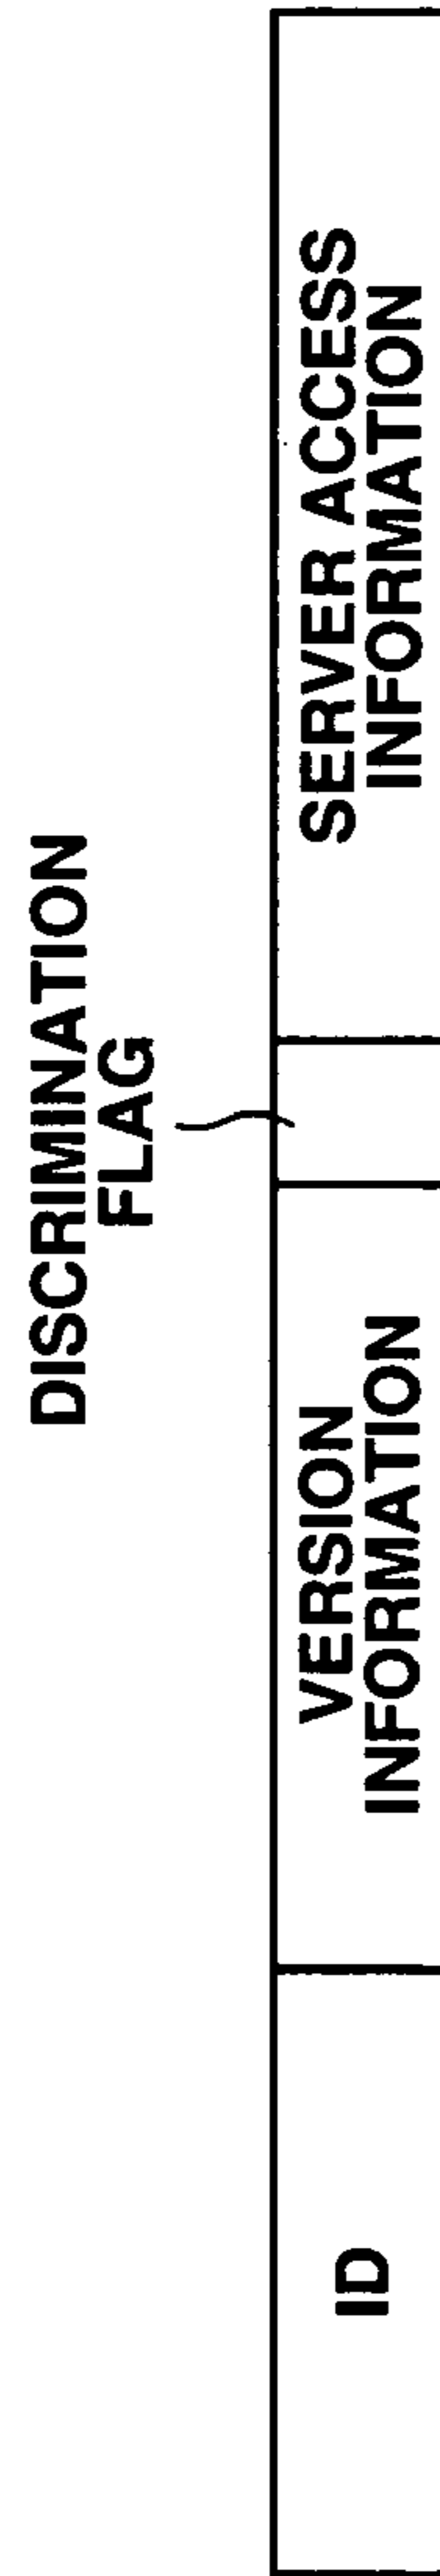 DISCRIMINATION
FLAG
ID
VERSION
INFORMATION
SERVER ACCESS
INFORMATION